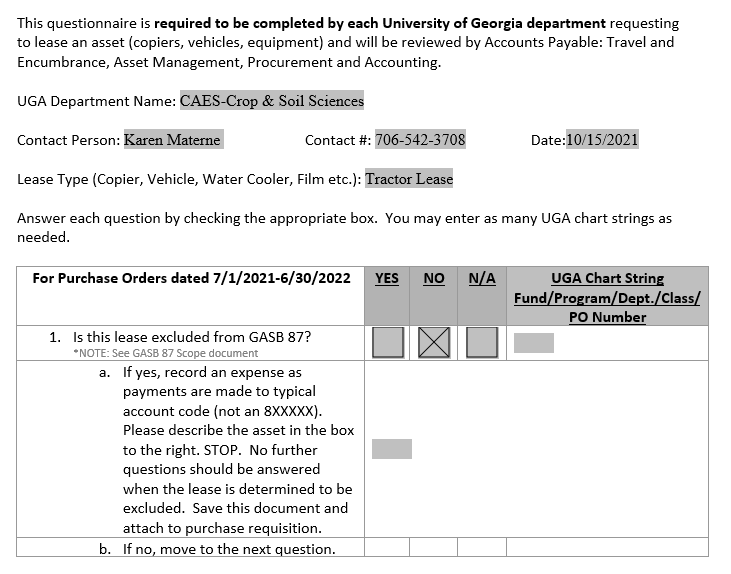 This questionnaire is required to be completed by each University of Georgia department requesting
to lease an asset (copiers, vehicles, equipment) and will be reviewed by Accounts Payable: Travel and
Encumbrance, Asset Management, Procurement and Accounting.
UGA Department Name: CAES-Crop & Soil Sciences
Contact Person: Karen Materne Contact #: 706-542-3708 Date:10/15/2021
Lease Type (Copier, Vehicle, Water Cooler, Film etc.): Tractor Lease
Answer each question by checking the appropriate box. You may enter as many UGA chart strings as
needed.
For Purchase Orders dated 7/1/2021-6/30/2022 YES NO N/A UGA Chart String
Fund/Program/Dept./Class/
PO Number
1. Is this lease excluded from GASB 87?
*NOTE: See GASB 87 Scope document
a. If yes, record an expense as
payments are made to typical
account code (not an 8XXXXX).
Please describe the asset in the box
to the right. STOP. No further
questions should be answered
when the lease is determined to be
excluded. Save this document and
attach to purchase requisition.
b. If no, move to the next question.